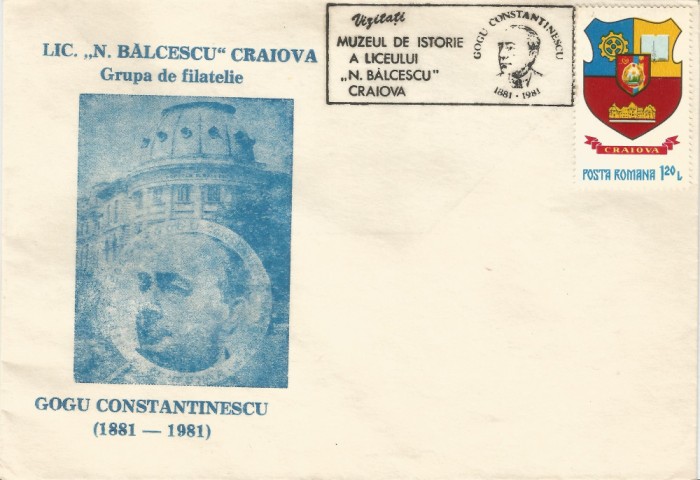 LIC. „N. BĂLCESCU“ CRAIOVA
Grupa de filatelie
GOGU CONSTANTINESCU
(1881 — 1981)
Vizitați
MUZEUL DE ISTORIE
A LICEULUI
„N. BĂLCESCU”
CRAIOVA
GOGU CONSTANTINESCU
1881 · 1981
CRAIOVA
POSTA ROMANA 1,20 L